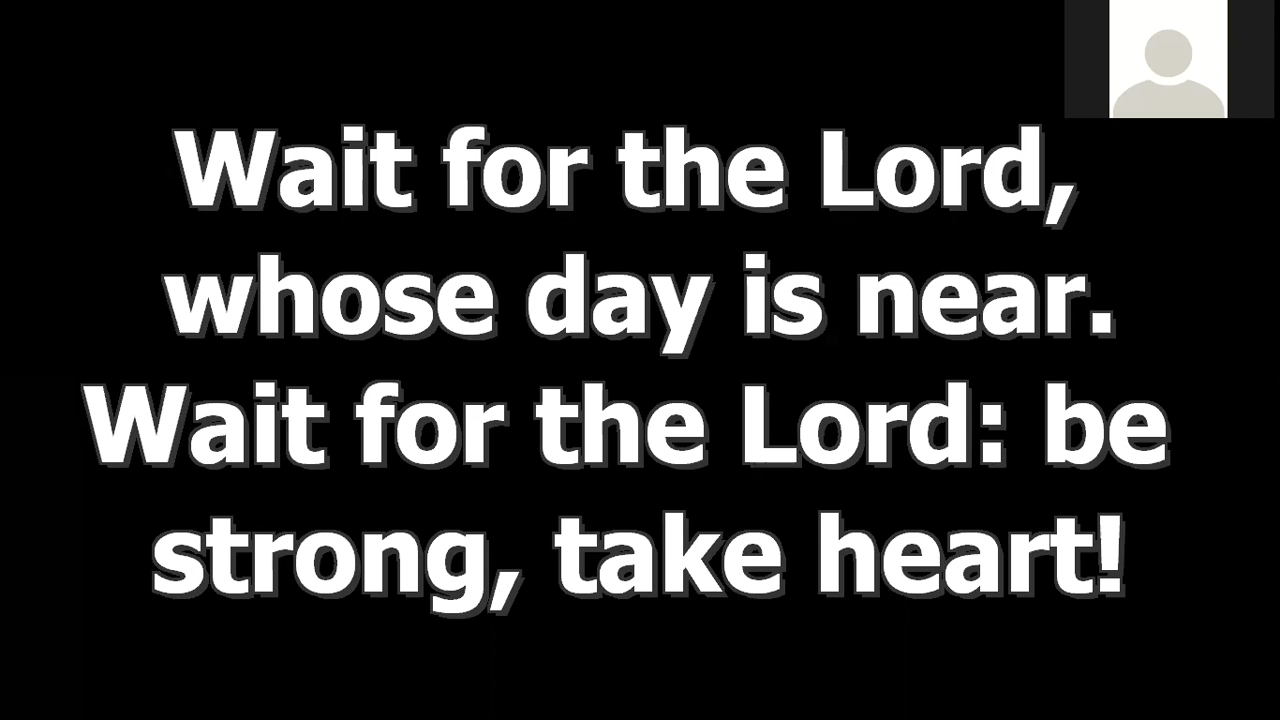 Wait for the Lord,
whose day is near.
Wait for the Lord: be
strong, take heart!